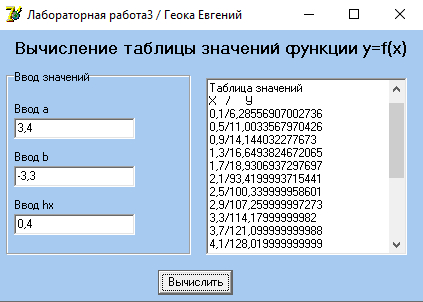 Лабораторная работа3 / Геока Евгений
Вычисление таблицы значений функции y=f(x)
Ввод значений
Ввод a
3,4
Ввод b
-3,3
Ввод hx
0,4
Таблица значений
X / Y
0,1/6,28556907002736
0,5/11,0033567970426
0,9/14,144032277673
1,3/16,6493824672065
1,7/18,9306937297697
2,1/93,4199993715441
2,5/100,339999958601
2,9/107,259999997273
3,3/114,17999999982
3,7/121,099999999988
4,1/128,019999999999
Вычислить